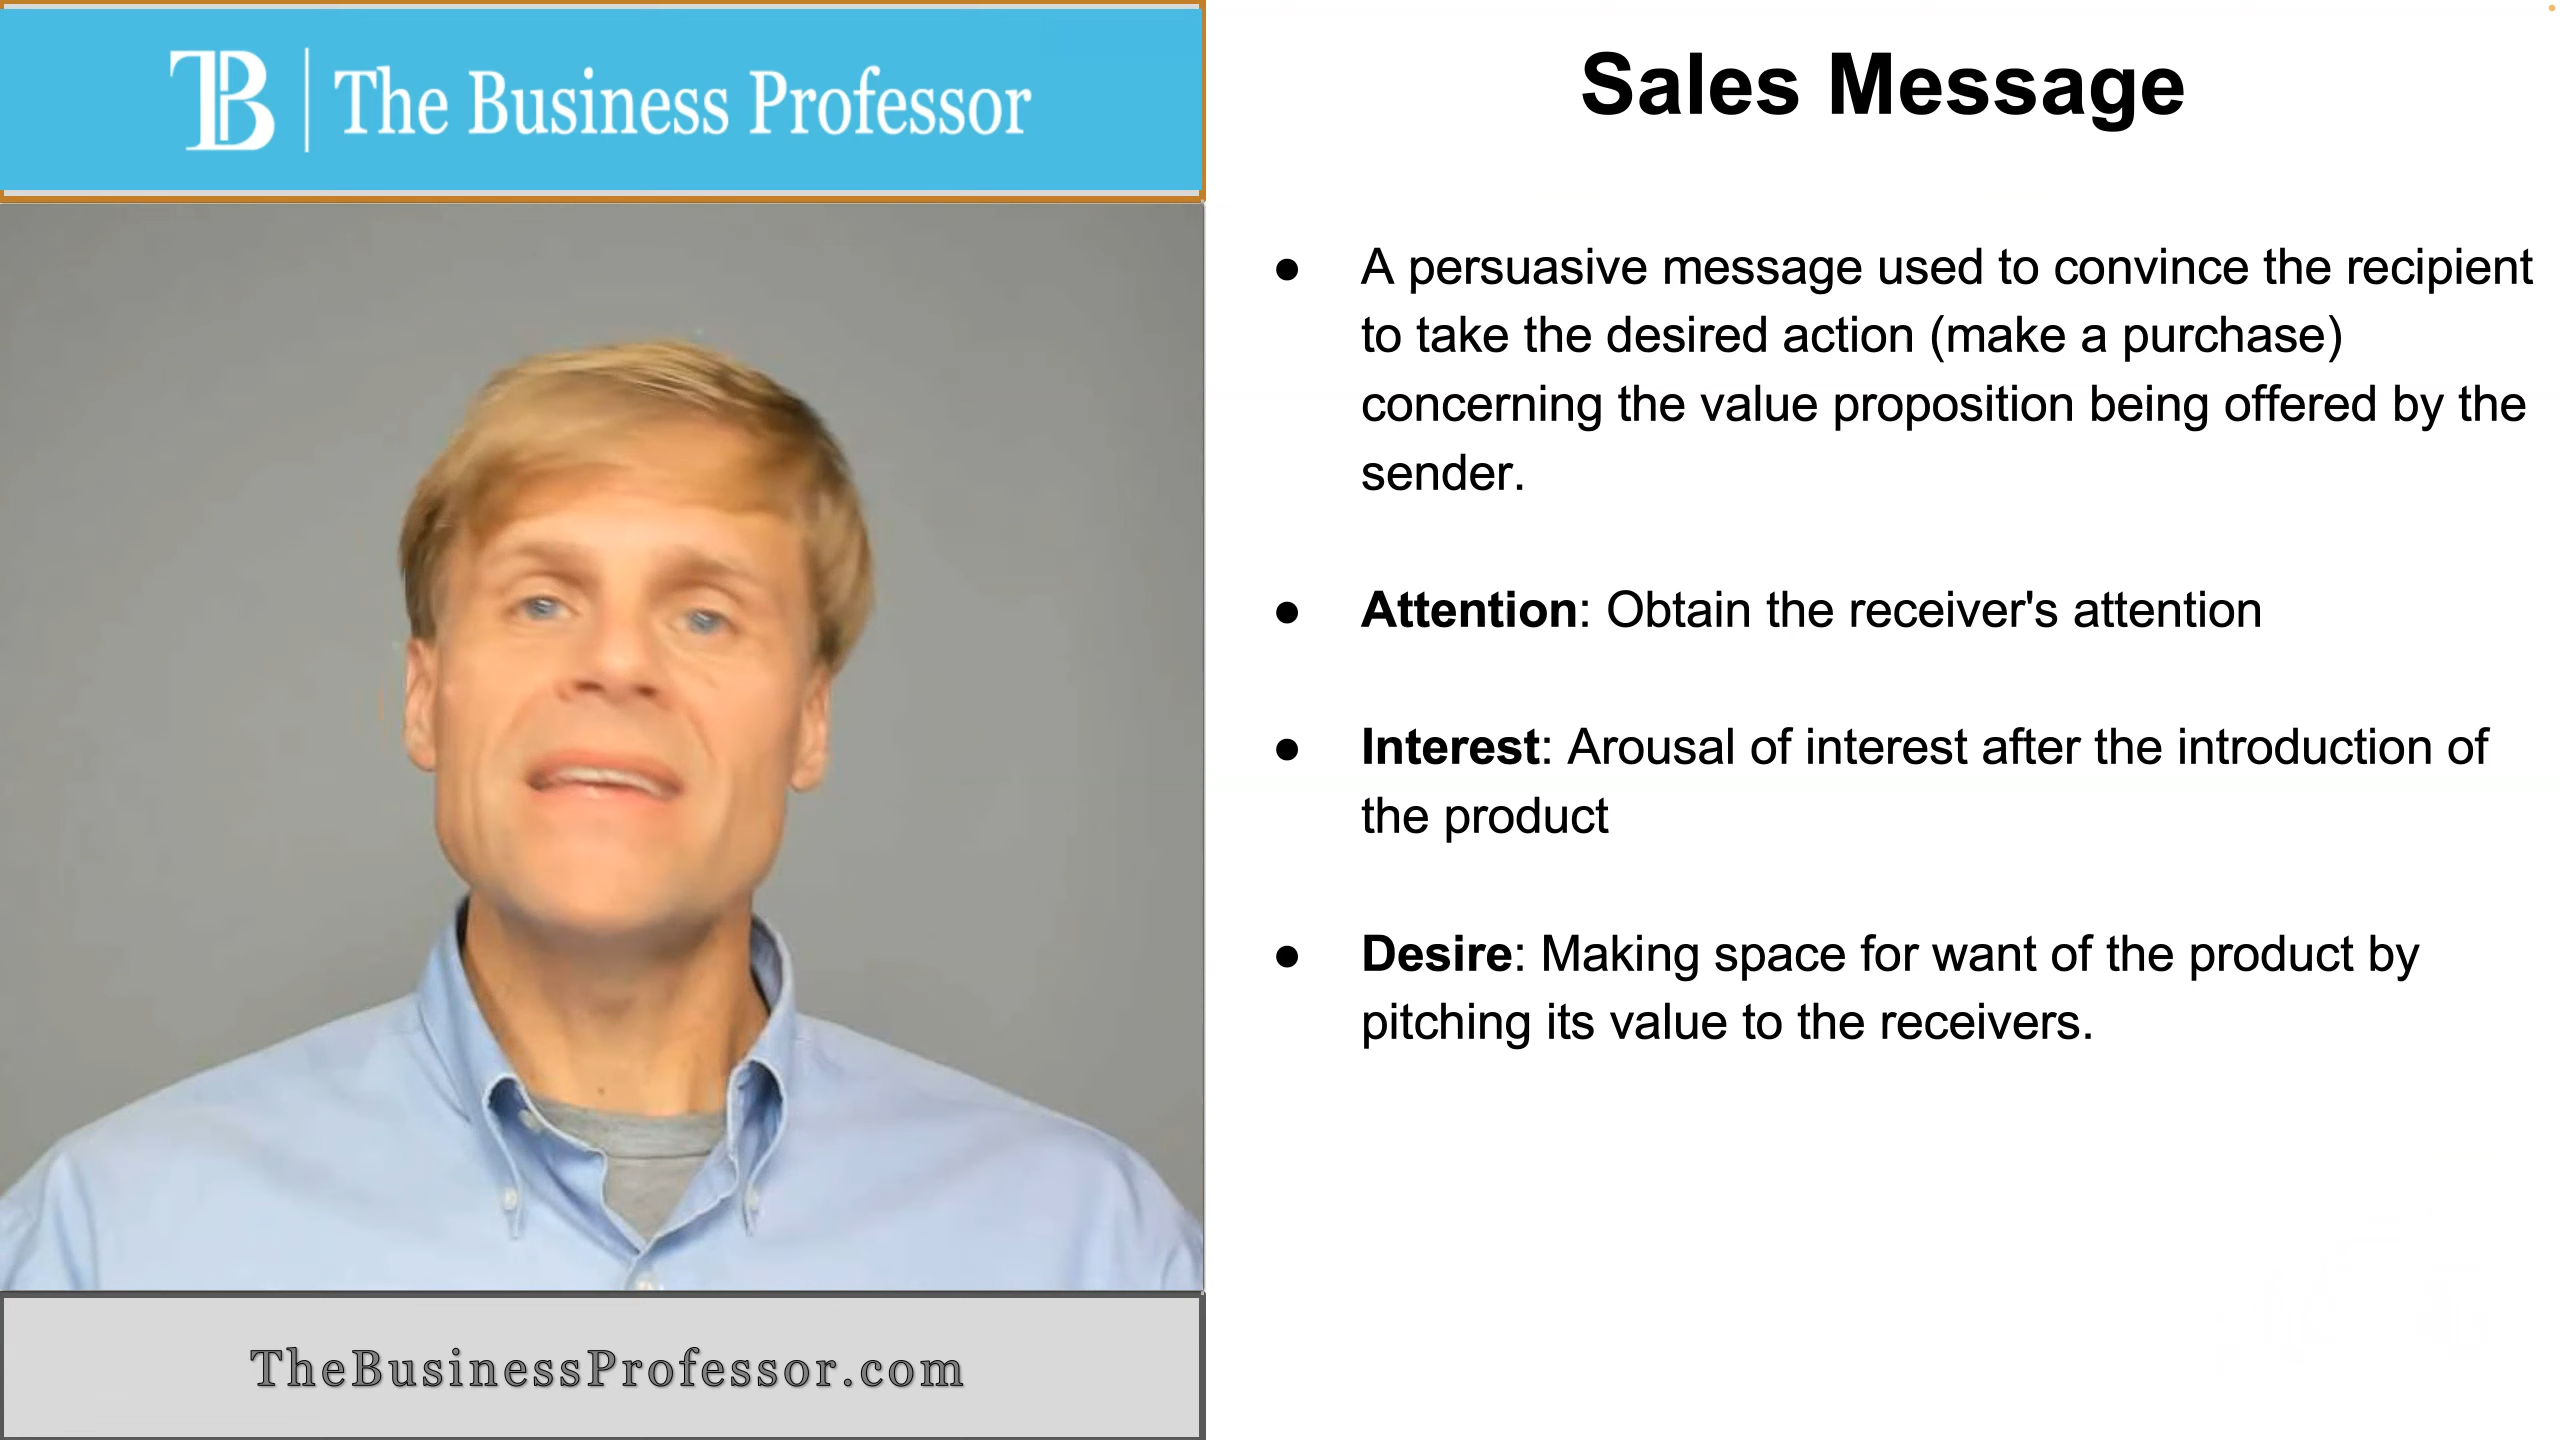 TB | The Business Professor
TheBusinessProfessor.com
Sales Message
● A persuasive message used to convince the recipient
to take the desired action (make a purchase)
concerning the value proposition being offered by the
sender.
● Attention: Obtain the receiver's attention
● Interest: Arousal of interest after the introduction of
the product
● Desire: Making space for want of the product by
pitching its value to the receivers.